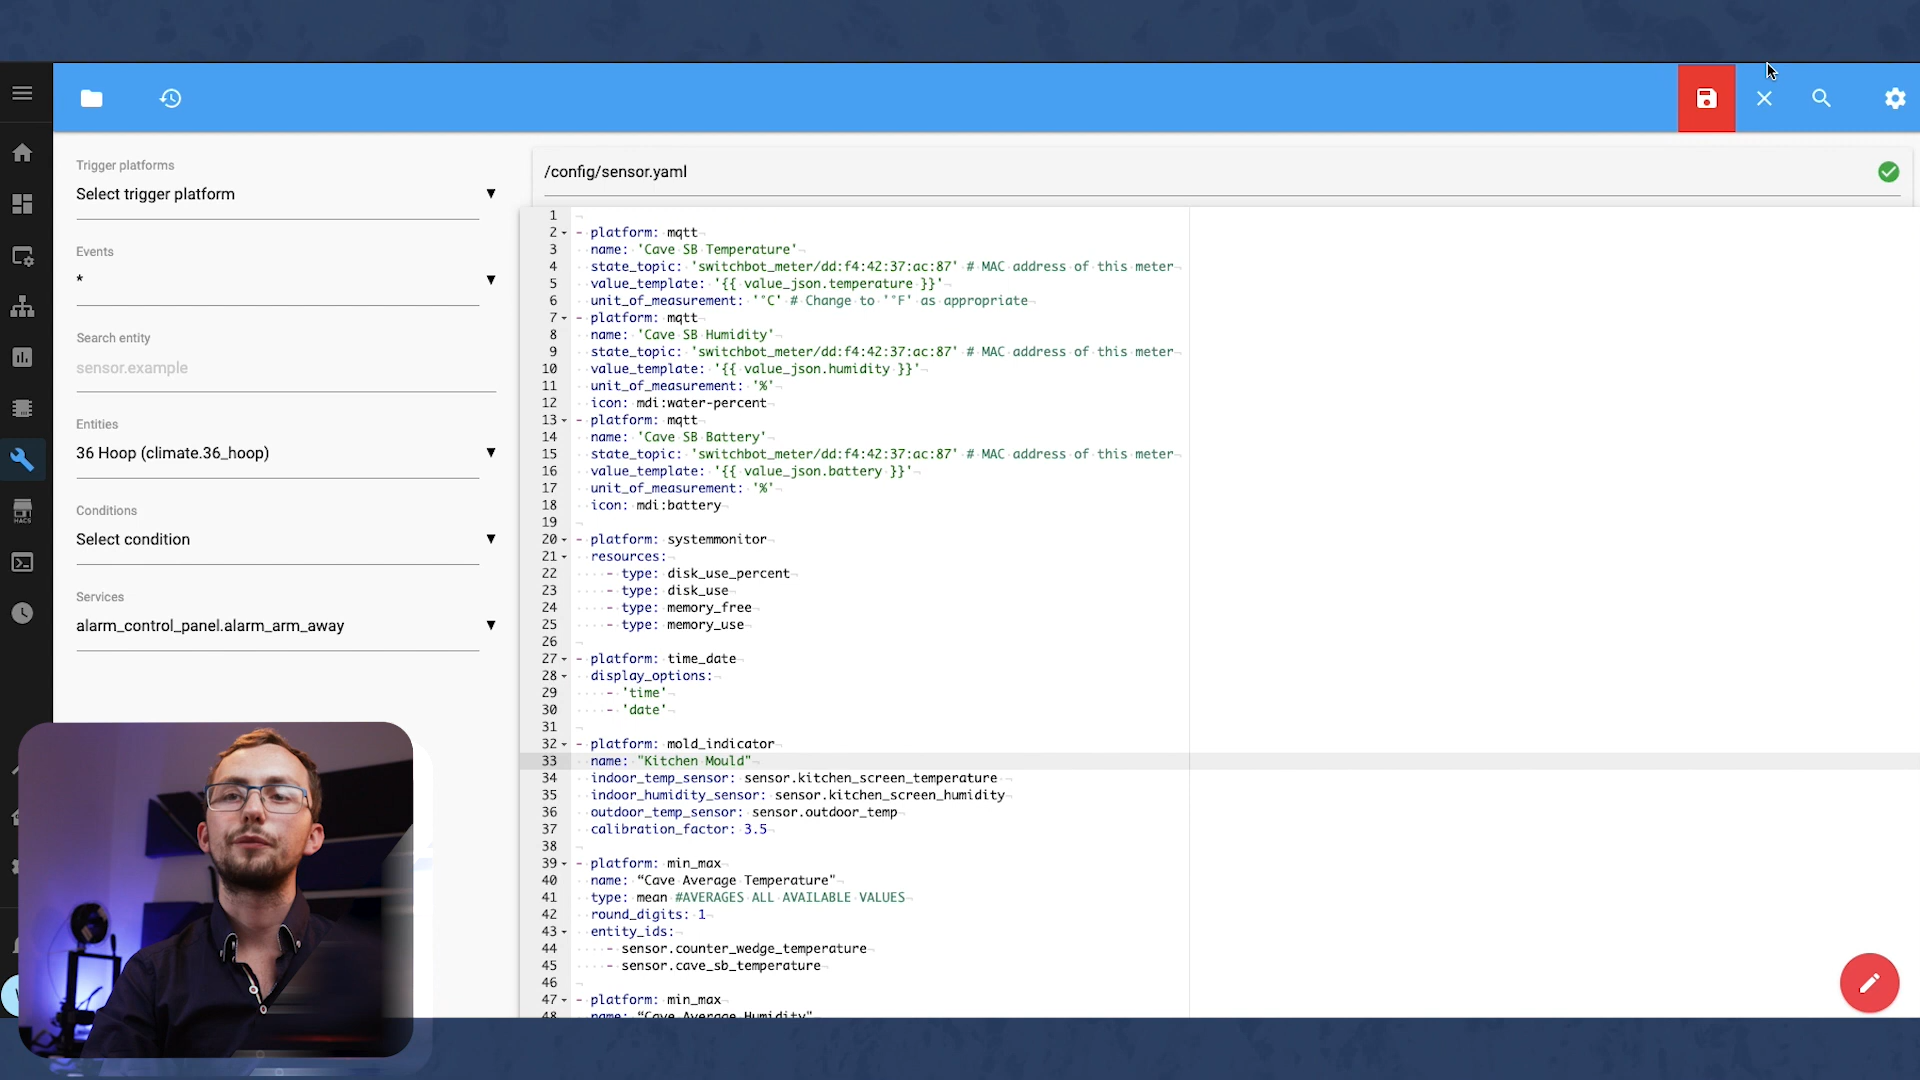 Trigger platforms
Select trigger platform
Events
*
Search entity
sensor.example
Entities
36 Hoop (climate.36_hoop)
Conditions
Select condition
Services
alarm_control_panel.alarm_arm_away
HACS
/config/sensor.yaml
1
2 - platform: mqtt
3 name: 'Cave SB Temperature'
4 state_topic: 'switchbot_meter/dd:f4:42:37:ac:87' # MAC address of this meter
5 value_template: '{{ value_json.temperature }}'
6 unit_of_measurement: '°C' # Change to '°F' as appropriate
7 - platform: mqtt
8 name: 'Cave SB Humidity'
9 state_topic: 'switchbot_meter/dd:f4:42:37:ac:87' # MAC address of this meter
10 value_template: '{{ value_json.humidity }}'
11 unit_of_measurement: '%'
12 icon: mdi:water-percent
13 - platform: mqtt
14 name: 'Cave SB Battery'
15 state_topic: 'switchbot_meter/dd:f4:42:37:ac:87' # MAC address of this meter
16 value_template: '{{ value_json.battery }}'
17 unit_of_measurement: '%'
18 icon: mdi:battery
19
20 - platform: systemmonitor
21 resources:
22 - type: disk_use_percent
23 - type: disk_use
24 - type: memory_free
25 - type: memory_use
26
27 - platform: time_date
28 display_options:
29 - 'time'
30 - 'date'
31
32 - platform: mold_indicator
33 name: "Kitchen Mould"
34 indoor_temp_sensor: sensor.kitchen_screen_temperature
35 indoor_humidity_sensor: sensor.kitchen_screen_humidity
36 outdoor_temp_sensor: sensor.outdoor_temp
37 calibration_factor: 3.5
38
39 - platform: min_max
40 name: “Cave Average Temperature"
41 type: mean #AVERAGES ALL AVAILABLE VALUES
42 round_digits: 1
43 entity_ids:
44 - sensor.counter_wedge_temperature
45 - sensor.cave_sb_temperature
46
47 - platform: min_max
48 name: “Cave Average Humidity"